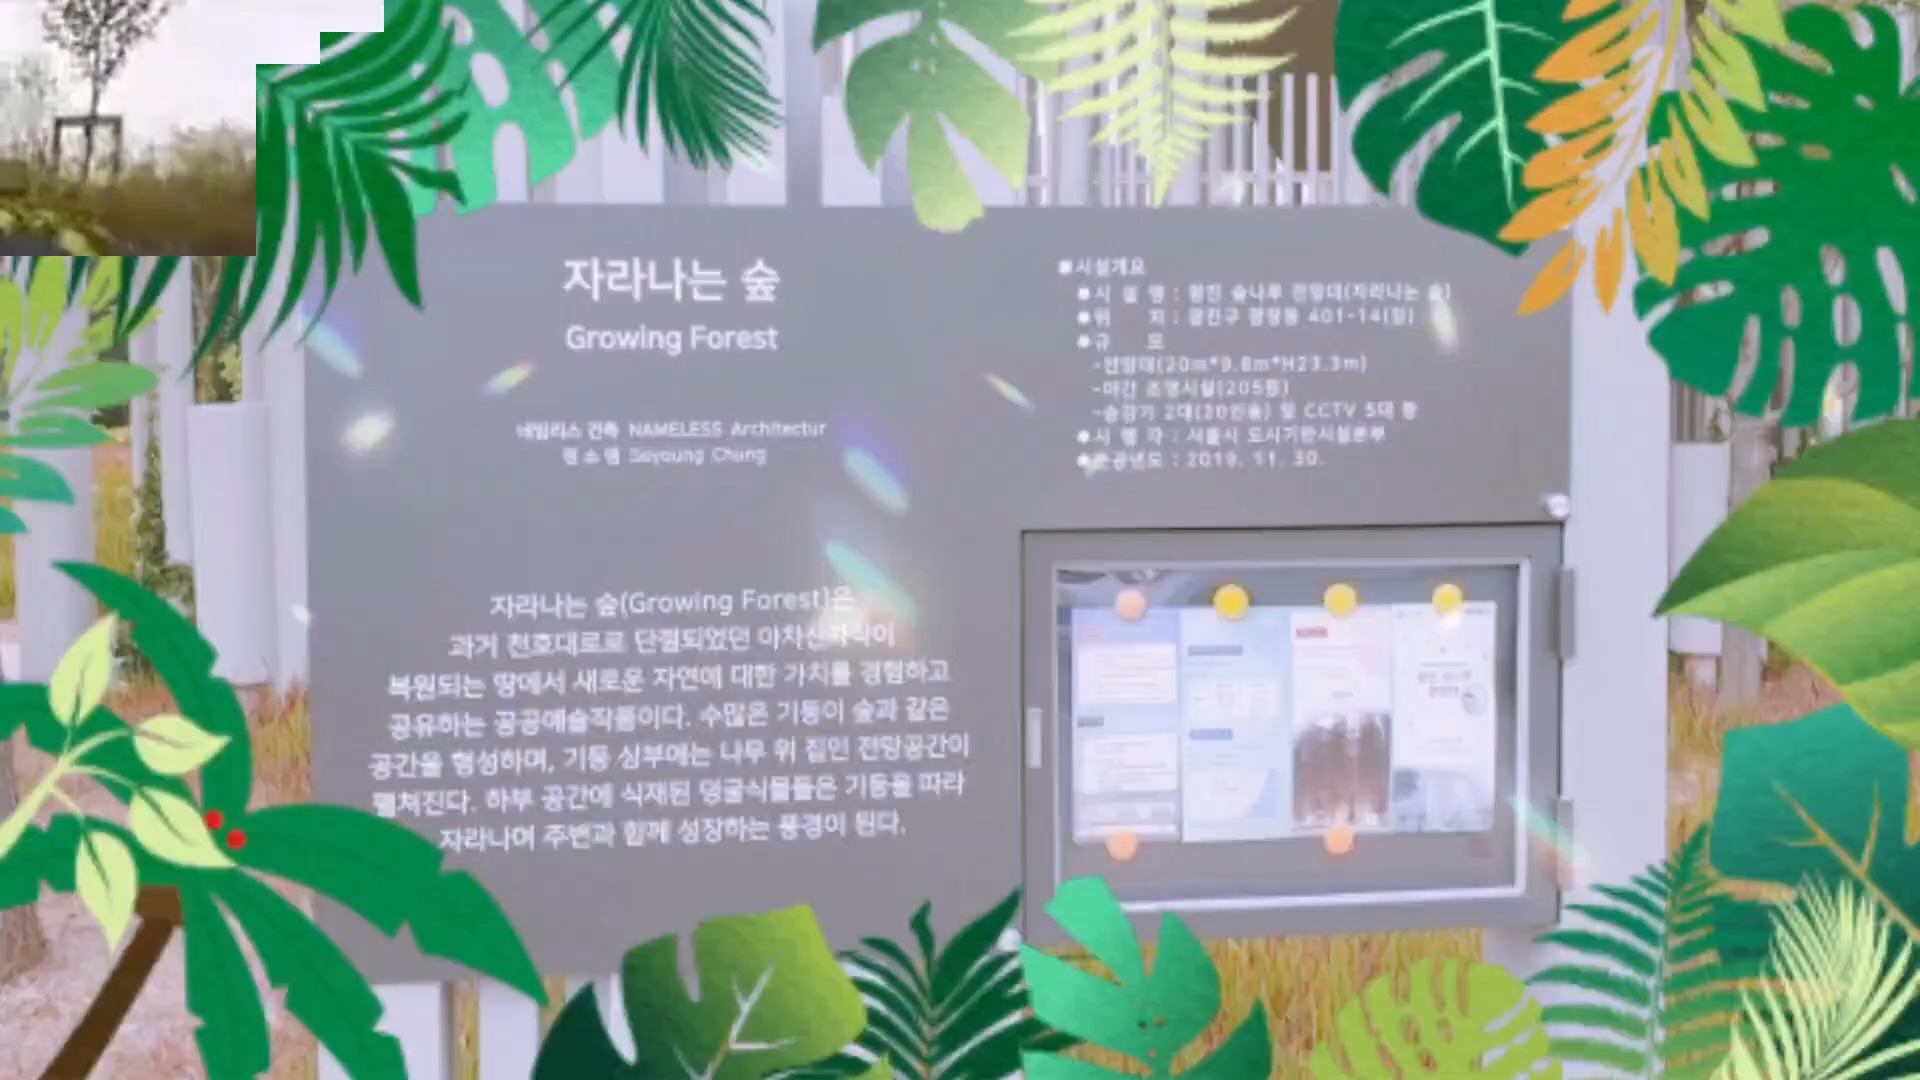 자라나는 숲
Growing Forest
네임리스 건축 NAMELESS Architectur
정소영 Soyoung Chung
자라나는 숲(Growing Forest)은
과거 천호대로로 단절되었던 아차산자락이
복원되는 땅에서 새로운 자연에 대한 가치를 경험하고
공유하는 공공예술작품이다. 수많은 기둥이 숲과 같은
공간을 형성하며, 기둥 상부에는 나무 위 집인 전망공간이
펼쳐진다. 하부 공간에 식재된 덩굴식물들은 기둥을 따라
자라나며 주변과 함께 성장하는 풍경이 된다.
■시설개요
●시 설 명 : 광진 숲나루 전망대(자라나는 숲)
●위 치 : 광진구 광장동 401-14(임)
●규 모
-전망대(20m*9.8m*H23.3m)
-야간 조명시설(205등)
-승강기 2대(20인용) 및 CCTV 5대 등
●시 행 자 : 서울시 도시기반시설본부
●준공년도 : 2019. 11. 30.